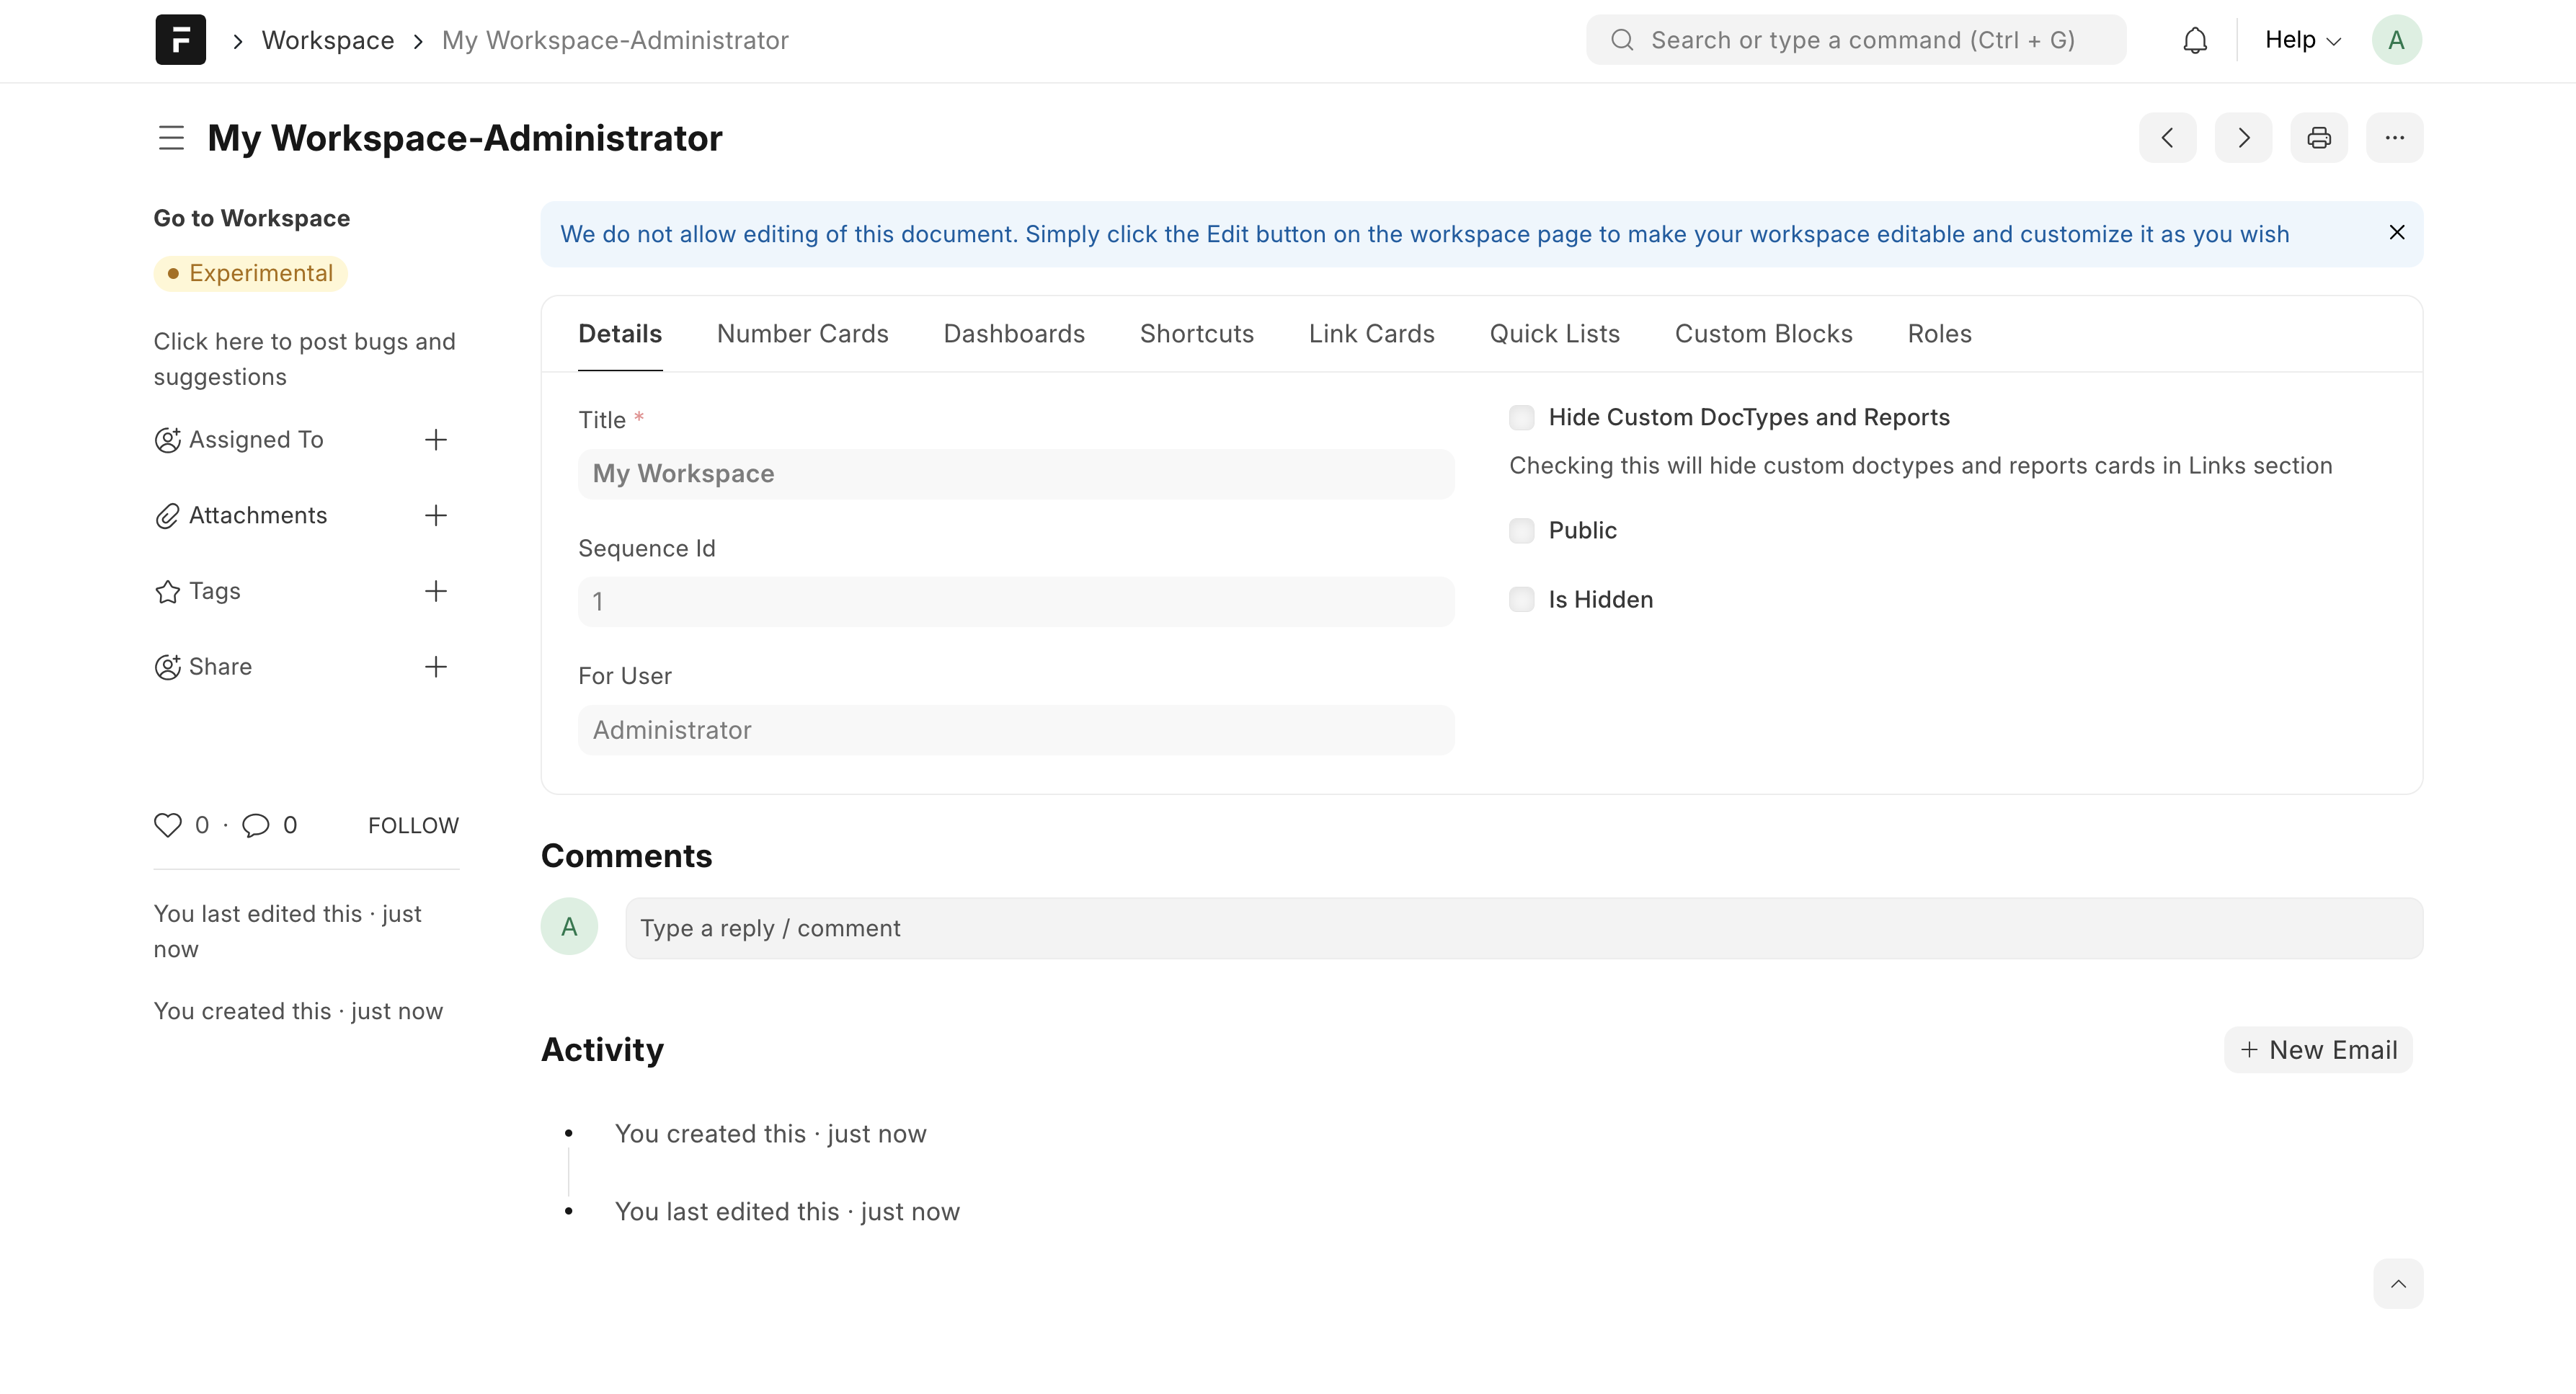 Workspace
My Workspace-Administrator
Search or type a command (Ctrl + G)
Help
A
My Workspace-Administrator
Go to Workspace
Experimental
Click here to post bugs and
suggestions
Assigned To
Attachments
Tags
Share
0 · 0 FOLLOW
You last edited this · just
now
You created this · just now
We do not allow editing of this document. Simply click the Edit button on the workspace page to make your workspace editable and customize it as you wish
Details Number Cards Dashboards Shortcuts Link Cards Quick Lists Custom Blocks Roles
Title *
My Workspace
Sequence Id
1
For User
Administrator
Hide Custom DocTypes and Reports
Checking this will hide custom doctypes and reports cards in Links section
Public
Is Hidden
Comments
A
Type a reply / comment
Activity
New Email
You created this · just now
You last edited this · just now